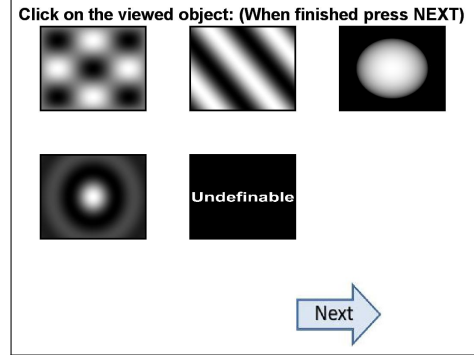 Click on the viewed object: (When finished press NEXT)
Undefinable
Next